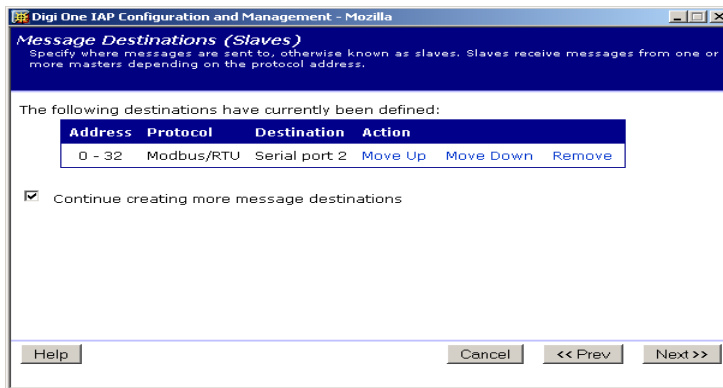 Digi One IAP Configuration and Management - Mozilla
Message Destinations (Slaves)
Specify where messages are sent to, otherwise known as slaves. Slaves receive messages from one or
more masters depending on the protocol address.
The following destinations have currently been defined:
Address Protocol Destination Action
0 - 32 Modbus/RTU Serial port 2 Move Up Move Down Remove
Continue creating more message destinations
Help Cancel << Prev Next >>